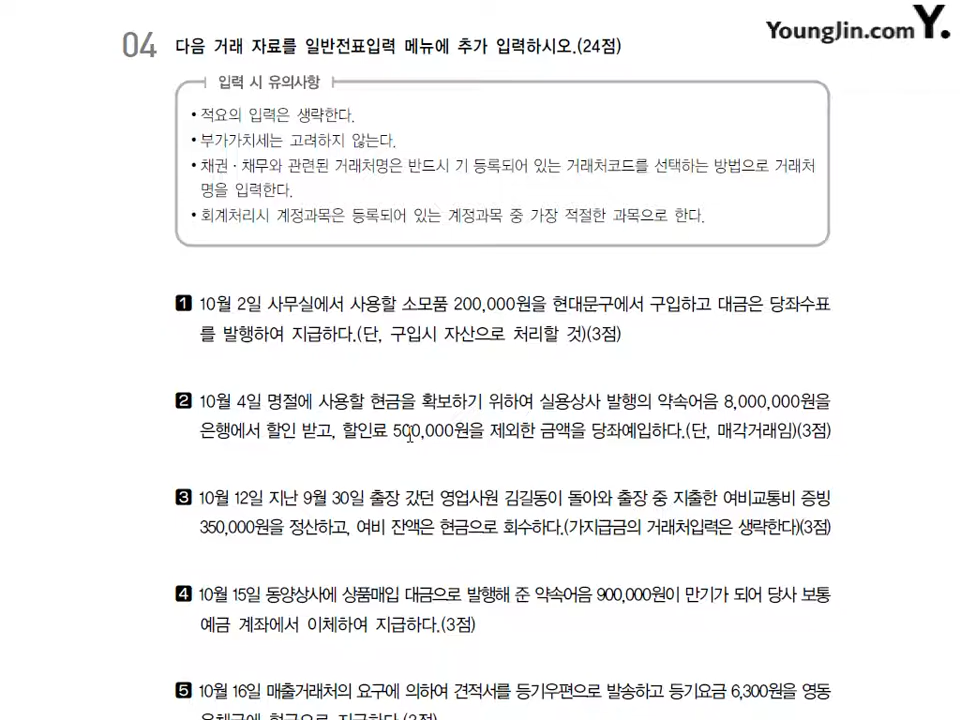 YoungJin.com Y.
04 다음 거래 자료를 일반전표입력 메뉴에 추가 입력하시오.(24점)
입력 시 유의사항
• 적요의 입력은 생략한다.
• 부가가치세는 고려하지 않는다.
• 채권·채무와 관련된 거래처명은 반드시 기 등록되어 있는 거래처코드를 선택하는 방법으로 거래처
명을 입력한다.
• 회계처리시 계정과목은 등록되어 있는 계정과목 중 가장 적절한 과목으로 한다.
1 10월 2일 사무실에서 사용할 소모품 200,000원을 현대문구에서 구입하고 대금은 당좌수표
를 발행하여 지급하다.(단, 구입시 자산으로 처리할 것)(3점)
2 10월 4일 명절에 사용할 현금을 확보하기 위하여 실용상사 발행의 약속어음 8,000,000원을
은행에서 할인 받고, 할인료 500,000원을 제외한 금액을 당좌예입하다.(단, 매각거래임)(3점)
3 10월 12일 지난 9월 30일 출장 갔던 영업사원 김길동이 돌아와 출장 중 지출한 여비교통비 증빙
350,000원을 정산하고, 여비 잔액은 현금으로 회수하다.(가지급금의 거래처입력은 생략한다)(3점)
4 10월 15일 동양상사에 상품매입 대금으로 발행해 준 약속어음 900,000원이 만기가 되어 당사 보통
예금 계좌에서 이체하여 지급하다.(3점)
5 10월 16일 매출거래처의 요구에 의하여 견적서를 등기우편으로 발송하고 등기요금 6,300원을 영동
우체국에 현금으로 지급하다.(3점)